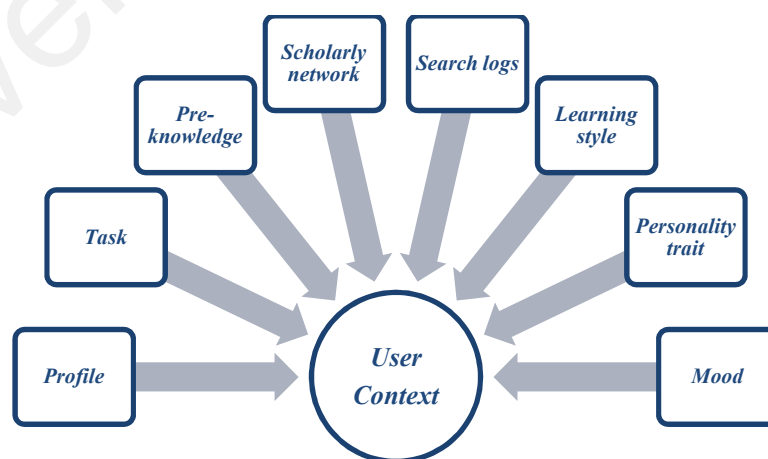 Scholarly
network
Search logs
Pre-
knowledge
Learning
style
Task
Personality
trait
Profile
User
Context
Mood